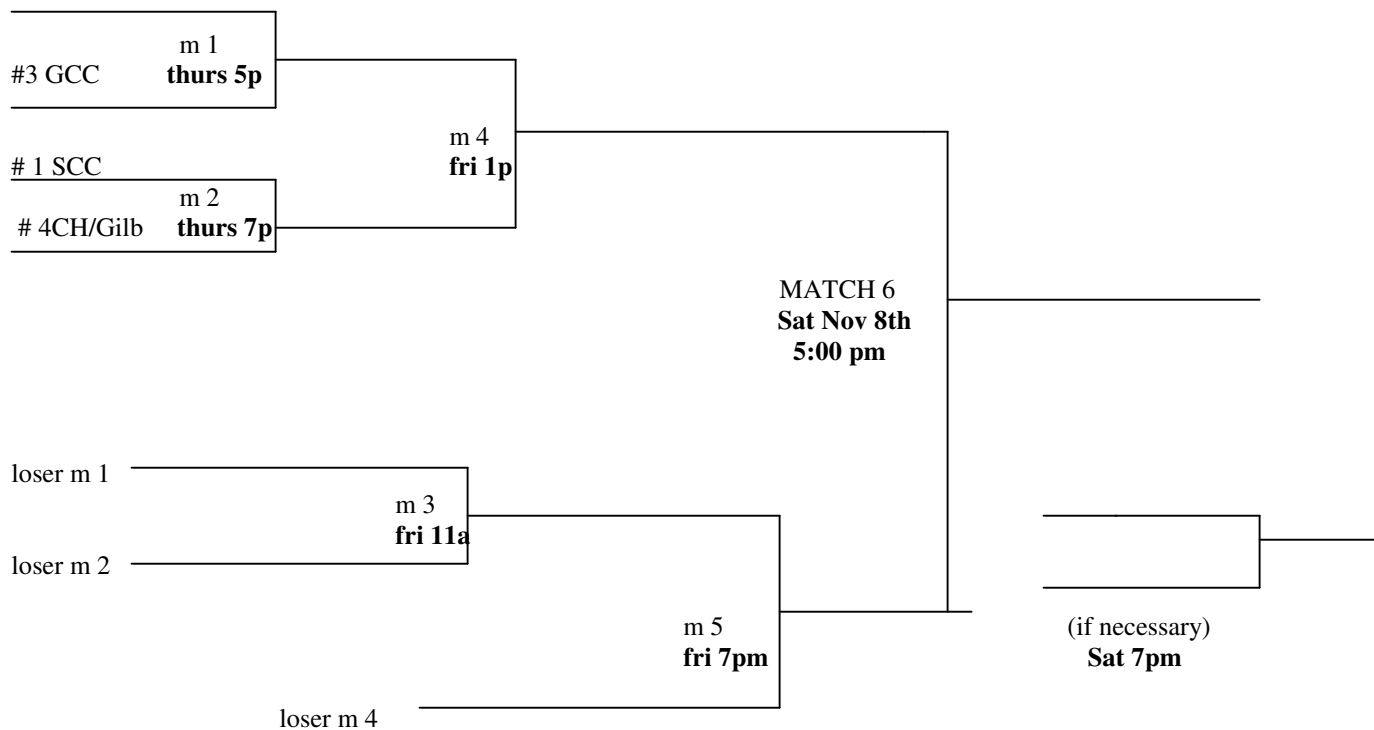 m 1
#3 GCC thurs 5p
m 4
# 1 SCC fri 1p
m 2
# 4CH/Gilb thurs 7p
MATCH 6
Sat Nov 8th
5:00 pm
loser m 1
m 3
fri 11a
loser m 2
m 5 (if necessary)
fri 7pm Sat 7pm
loser m 4